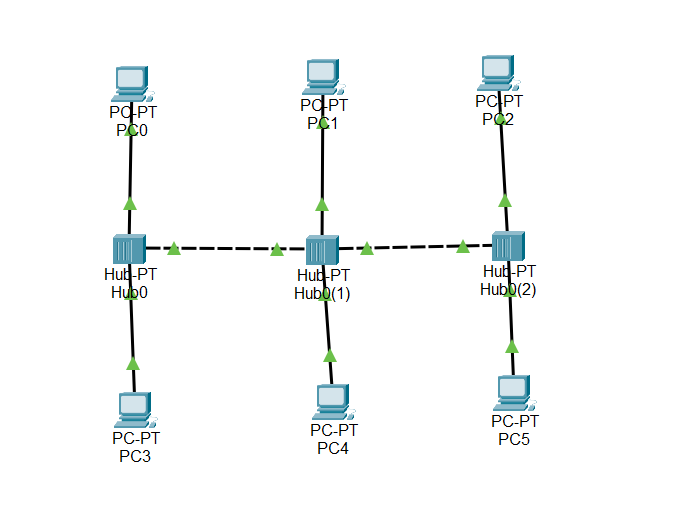 PC-PT
PC0
PC-PT
PC1
PC-PT
PC2
Hub-PT
Hub0
Hub-PT
Hub0(1)
Hub-PT
Hub0(2)
PC-PT
PC3
PC-PT
PC4
PC-PT
PC5